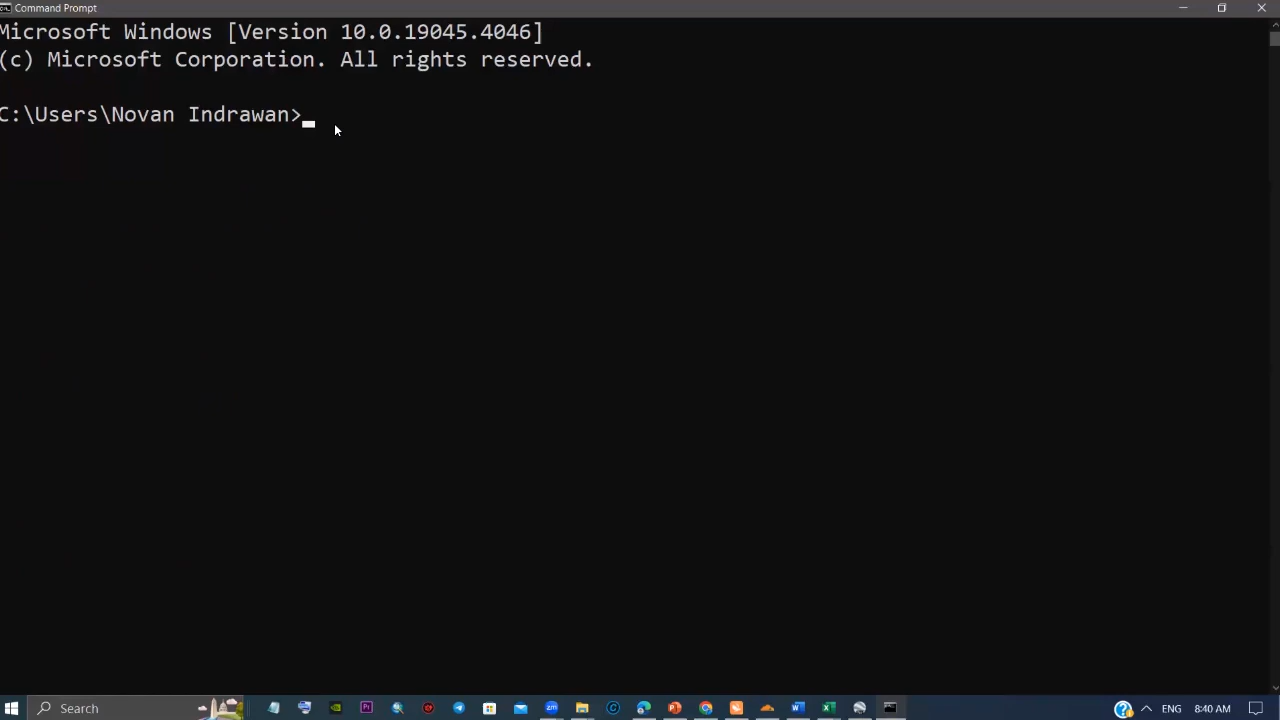 Command Prompt
Microsoft Windows [Version 10.0.19045.4046]
(c) Microsoft Corporation. All rights reserved.
C:\Users\Novan Indrawan>
Search
ENG
8:40 AM